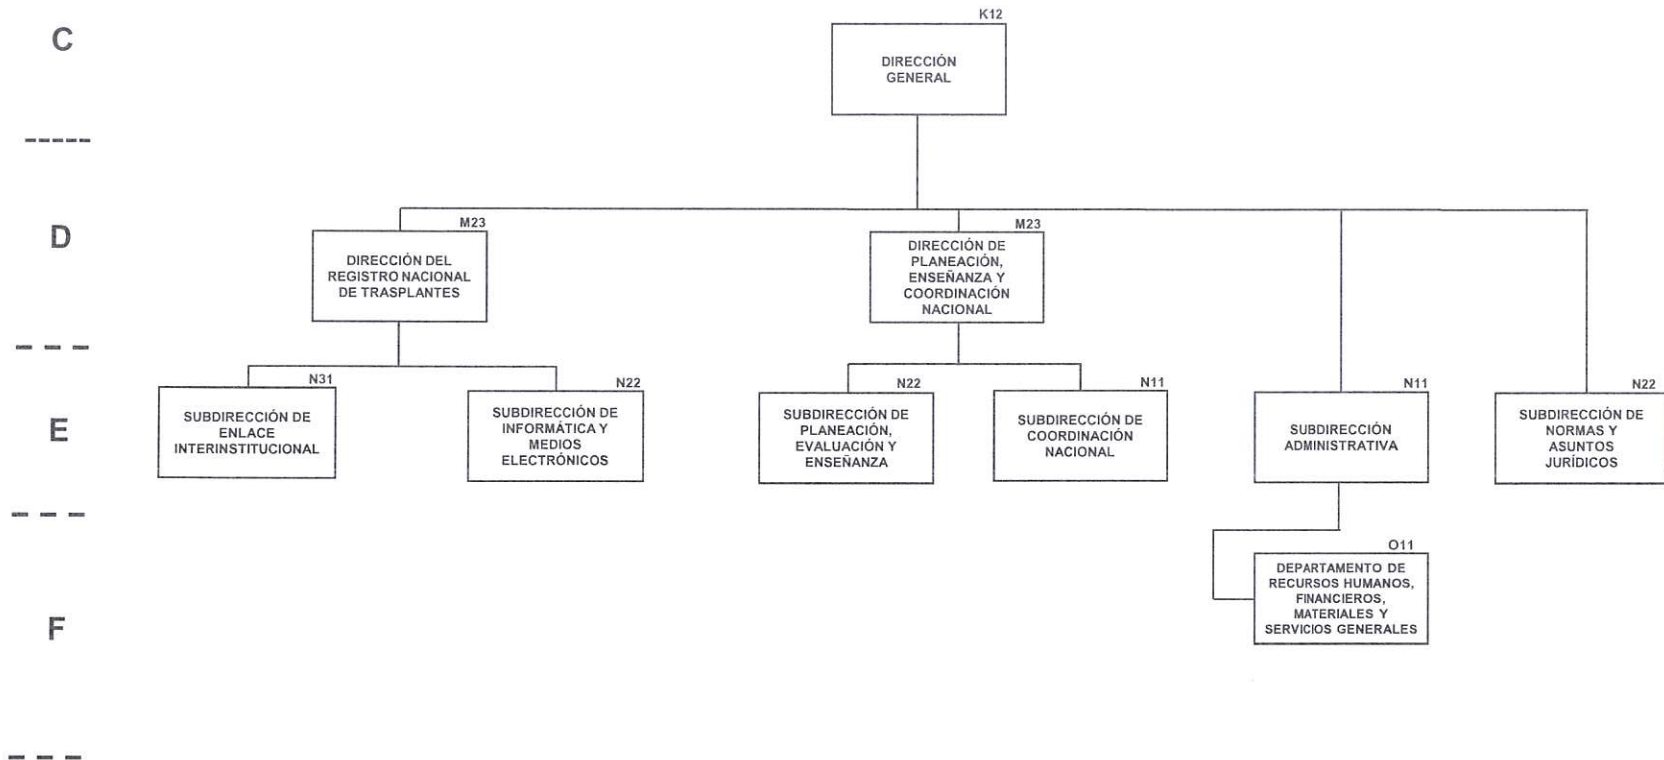 C
K12
DIRECCIÓN
GENERAL
D
M23
DIRECCIÓN DEL
REGISTRO NACIONAL
DE TRASPLANTES
M23
DIRECCIÓN DE
PLANEACIÓN,
ENSEÑANZA Y
COORDINACIÓN
NACIONAL
E
N31
SUBDIRECCIÓN DE
ENLACE
INTERINSTITUCIONAL
N22
SUBDIRECCIÓN DE
INFORMÁTICA Y
MEDIOS
ELECTRÓNICOS
N22
SUBDIRECCIÓN DE
PLANEACIÓN,
EVALUACIÓN Y
ENSEÑANZA
N11
SUBDIRECCIÓN DE
COORDINACIÓN
NACIONAL
N11
SUBDIRECCIÓN
ADMINISTRATIVA
N22
SUBDIRECCIÓN DE
NORMAS Y
ASUNTOS
JURÍDICOS
F
O11
DEPARTAMENTO DE
RECURSOS HUMANOS,
FINANCIEROS,
MATERIALES Y
SERVICIOS GENERALES